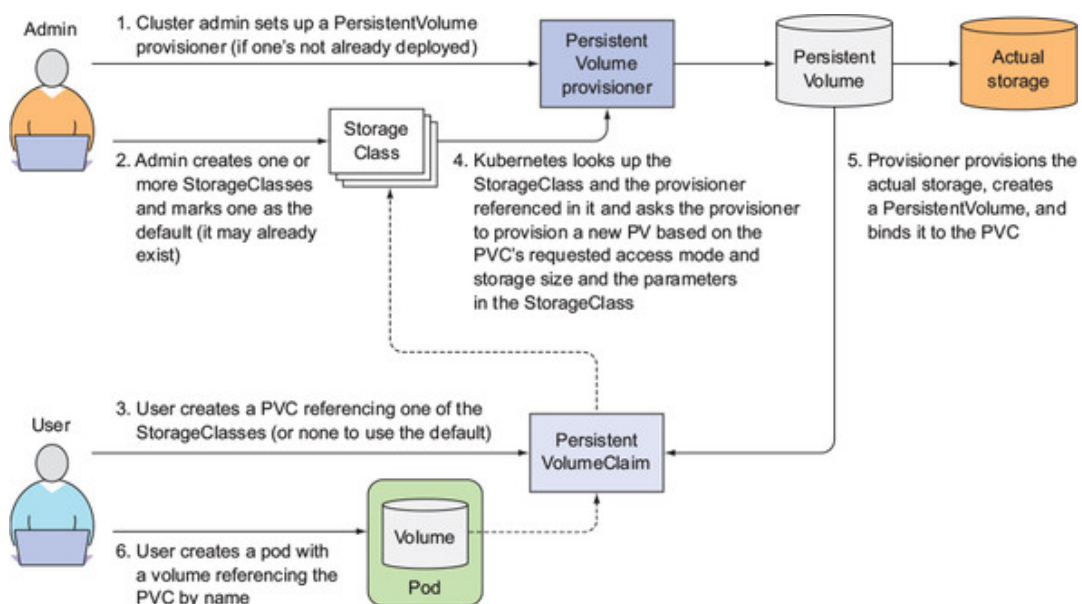 Admin
1. Cluster admin sets up a PersistentVolume
provisioner (if one's not already deployed)
Persistent
Volume
provisioner
Persistent
Volume
Actual
storage
Storage
Class
2. Admin creates one or
more StorageClasses
and marks one as the
default (it may already
exist)
4. Kubernetes looks up the
StorageClass and the provisioner
referenced in it and asks the provisioner
to provision a new PV based on the
PVC's requested access mode and
storage size and the parameters
in the StorageClass
5. Provisioner provisions the
actual storage, creates
a PersistentVolume, and
binds it to the PVC
User
3. User creates a PVC referencing one of the
StorageClasses (or none to use the default)
Persistent
VolumeClaim
Volume
Pod
6. User creates a pod with
a volume referencing the
PVC by name